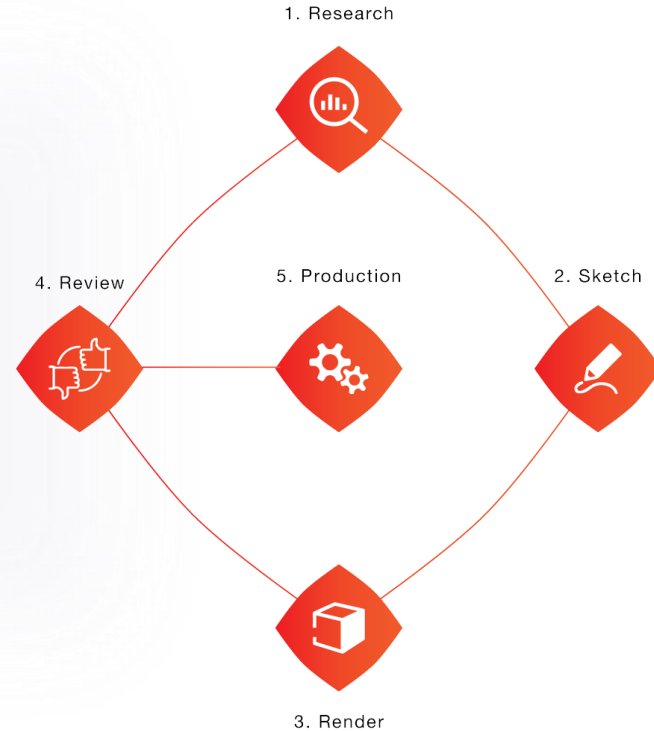 1. Research
4. Review
5. Production
2. Sketch
3. Render